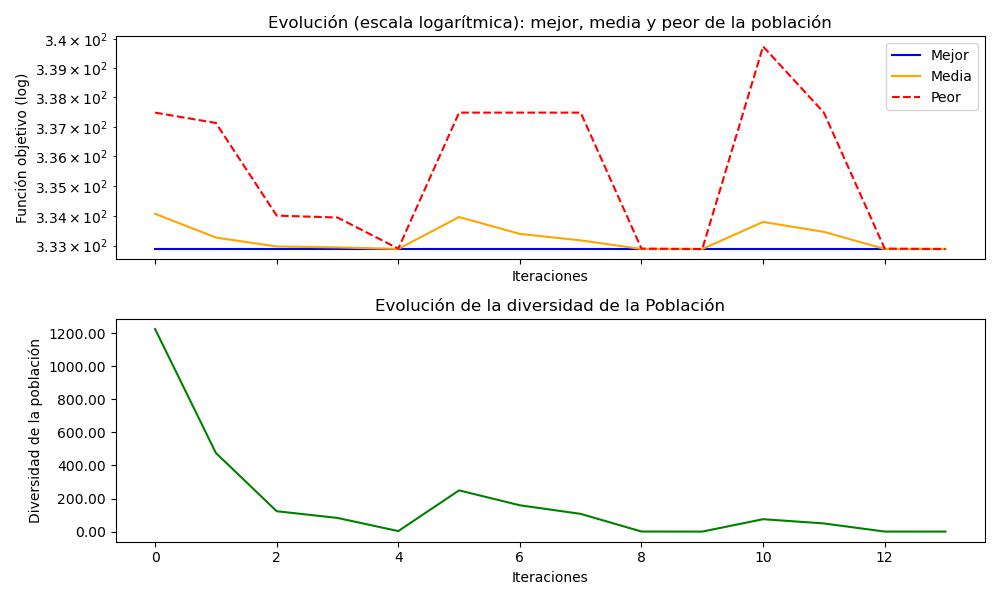 Evolución (escala logarítmica): mejor, media y peor de la población
3.4 × 10²
3.39 × 10²
3.38 × 10²
3.37 × 10²
3.36 × 10²
3.35 × 10²
3.34 × 10²
3.33 × 10²
Función objetivo (log)
Mejor
Media
Peor
Iteraciones
Evolución de la diversidad de la Población
1200.00
1000.00
800.00
600.00
400.00
200.00
0.00
Diversidad de la población
0 2 4 6 8 10 12
Iteraciones